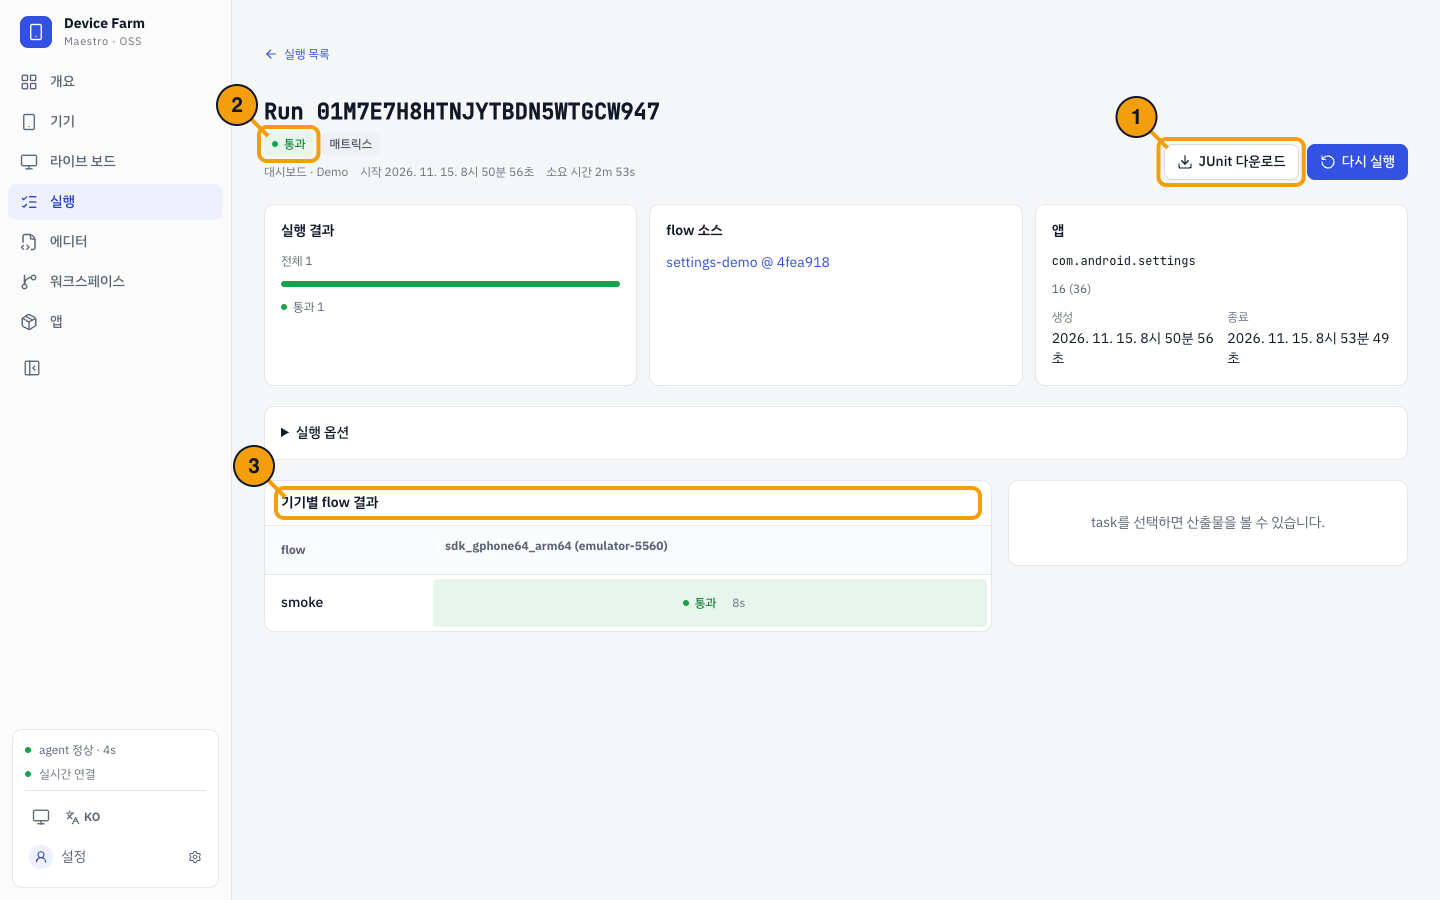 Device Farm
Maestro · OSS
개요
기기
라이브 보드
실행
에디터
워크스페이스
앱
agent 정상 · 4s
실시간 연결
KO
설정
실행 목록
2
Run 01M7E7H8HTNJYTBDN5WTGCW947
통과
매트릭스
대시보드 · Demo 시작 2026. 11. 15. 8시 50분 56초 소요 시간 2m 53s
1
JUnit 다운로드
다시 실행
실행 결과
전체 1
통과 1
flow 소스
settings-demo @ 4fea918
앱
com.android.settings
16 (36)
생성
2026. 11. 15. 8시 50분 56
초
종료
2026. 11. 15. 8시 53분 49
초
실행 옵션
3
기기별 flow 결과
flow
sdk_gphone64_arm64 (emulator-5560)
smoke
통과 8s
task를 선택하면 산출물을 볼 수 있습니다.